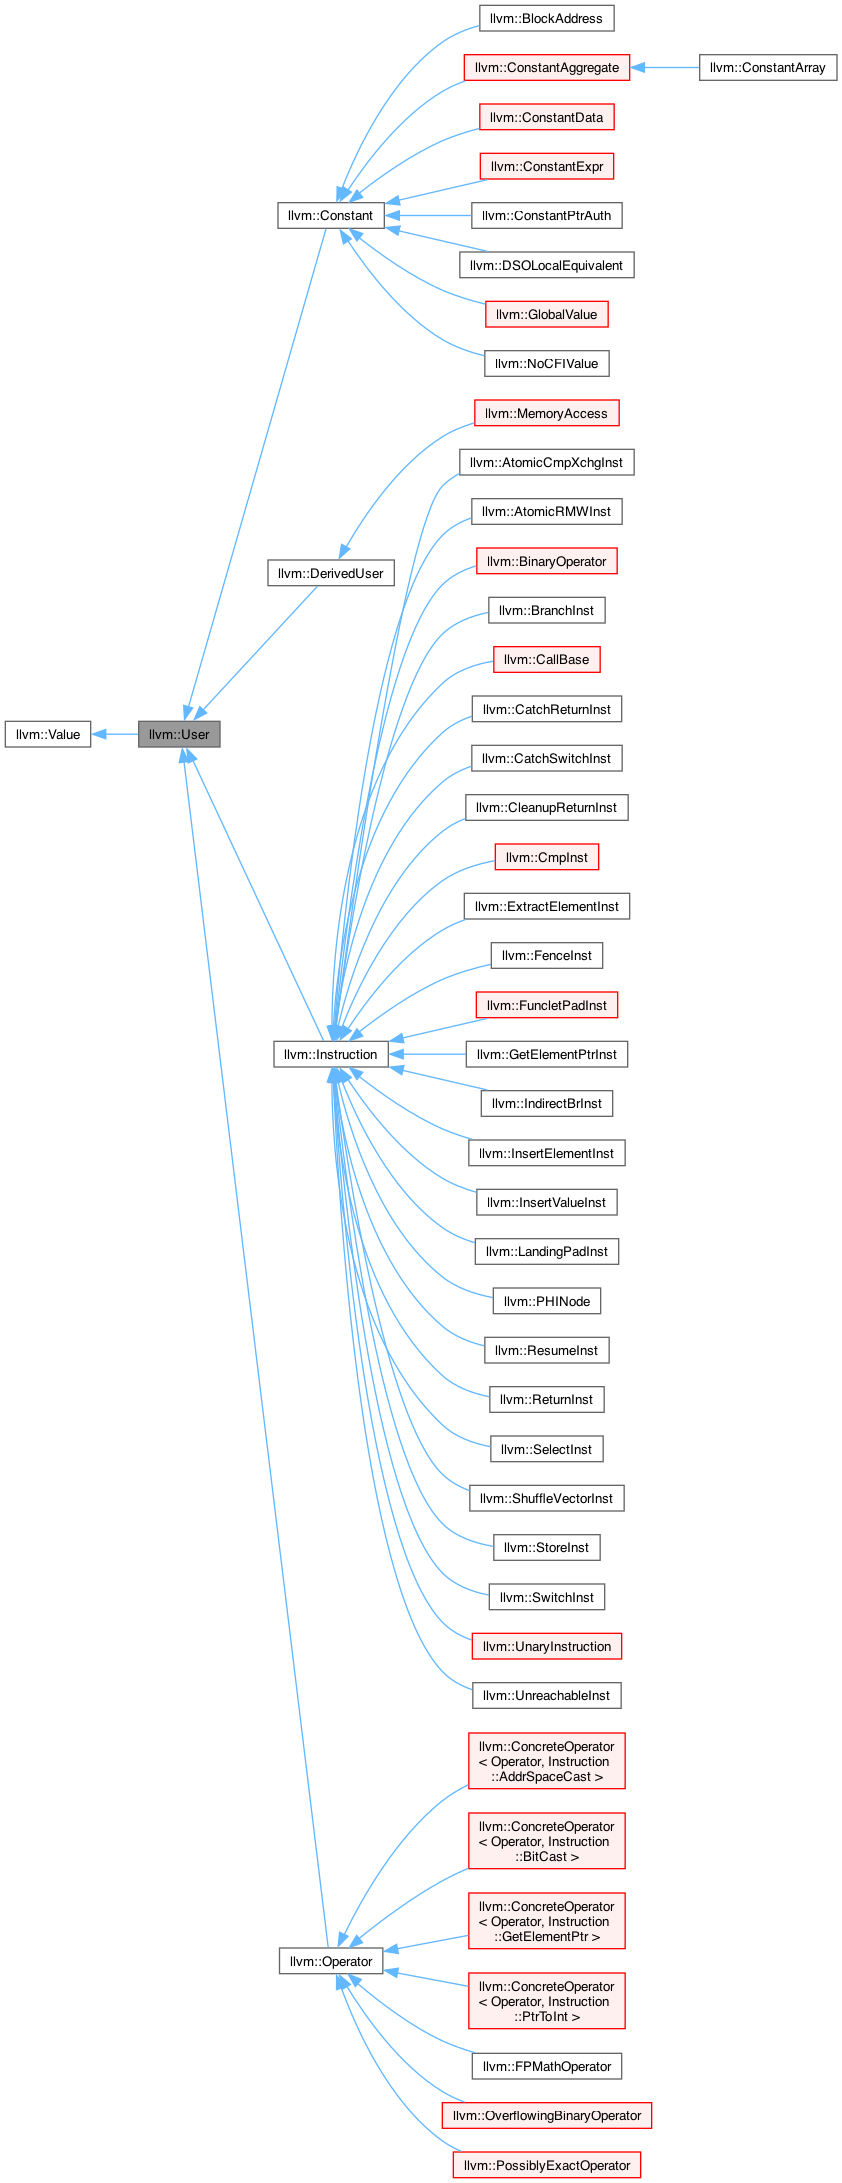 llvm::BlockAddress
llvm::ConstantAggregate
llvm::ConstantArray
llvm::ConstantData
llvm::ConstantExpr
llvm::Constant
llvm::ConstantPtrAuth
llvm::DSOLocalEquivalent
llvm::GlobalValue
llvm::NoCFIValue
llvm::MemoryAccess
llvm::AtomicCmpXchgInst
llvm::AtomicRMWInst
llvm::BinaryOperator
llvm::DerivedUser
llvm::BranchInst
llvm::CallBase
llvm::CatchReturnInst
llvm::Value
llvm::User
llvm::CatchSwitchInst
llvm::CleanupReturnInst
llvm::CmpInst
llvm::ExtractElementInst
llvm::FenceInst
llvm::FuncletPadInst
llvm::Instruction
llvm::GetElementPtrInst
llvm::IndirectBrInst
llvm::InsertElementInst
llvm::InsertValueInst
llvm::LandingPadInst
llvm::PHINode
llvm::ResumeInst
llvm::ReturnInst
llvm::SelectInst
llvm::ShuffleVectorInst
llvm::StoreInst
llvm::SwitchInst
llvm::UnaryInstruction
llvm::UnreachableInst
llvm::ConcreteOperator
< Operator, Instruction
::AddrSpaceCast >
llvm::ConcreteOperator
< Operator, Instruction
::BitCast >
llvm::ConcreteOperator
< Operator, Instruction
::GetElementPtr >
llvm::Operator
llvm::ConcreteOperator
< Operator, Instruction
::PtrToInt >
llvm::FPMathOperator
llvm::OverflowingBinaryOperator
llvm::PossiblyExactOperator